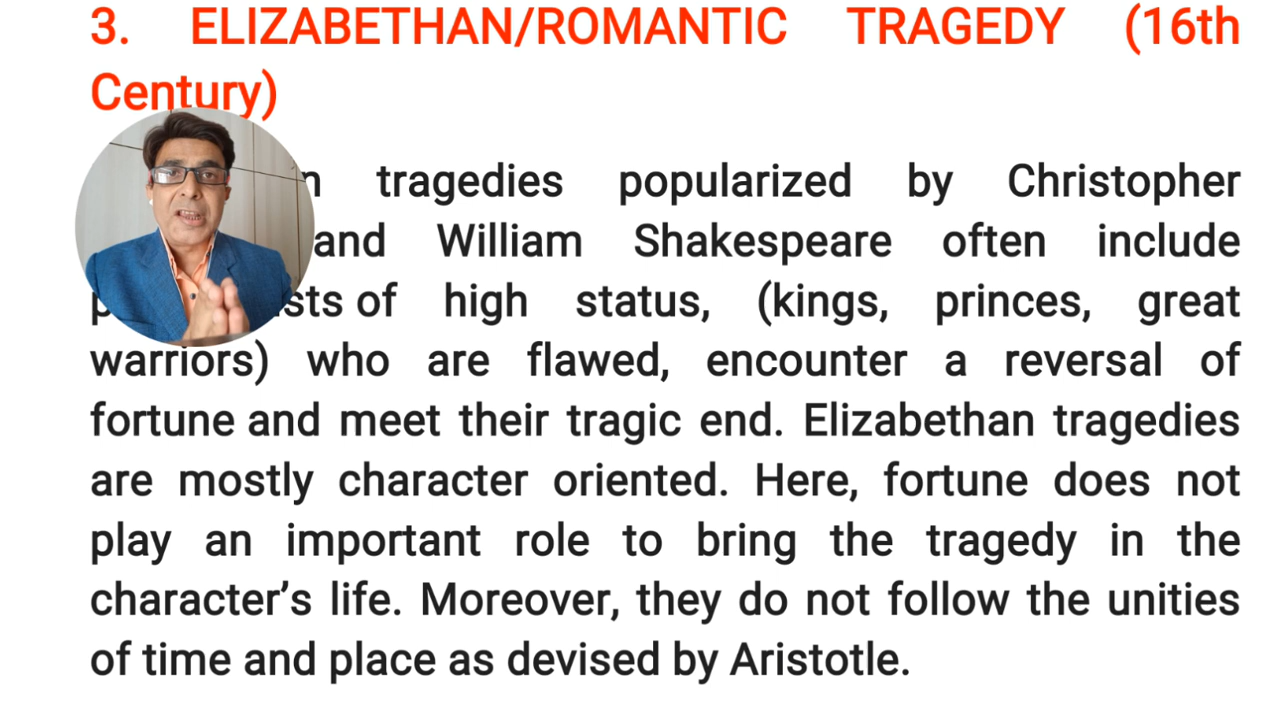 3. ELIZABETHAN/ROMANTIC TRAGEDY (16th
Century)
tragedies popularized by Christopher
and William Shakespeare often include
of high status, (kings, princes, great
warriors) who are flawed, encounter a reversal of
fortune and meet their tragic end. Elizabethan tragedies
are mostly character oriented. Here, fortune does not
play an important role to bring the tragedy in the
character’s life. Moreover, they do not follow the unities
of time and place as devised by Aristotle.